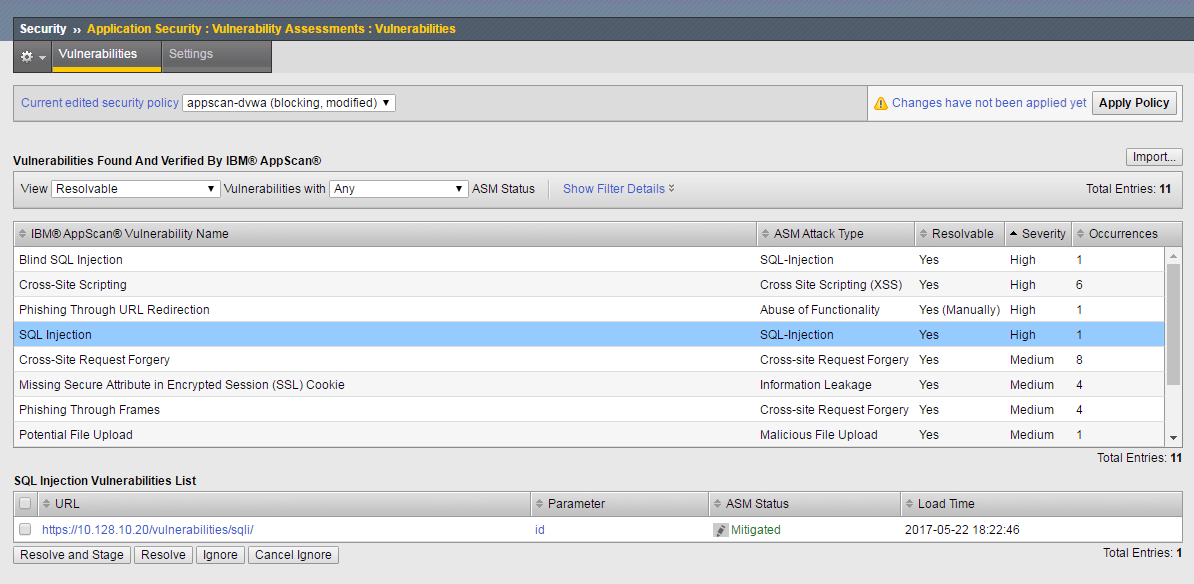 Security ›› Application Security : Vulnerability Assessments : Vulnerabilities
Vulnerabilities Settings
Current edited security policy appscan-dvwa (blocking, modified) Changes have not been applied yet Apply Policy
Vulnerabilities Found And Verified By IBM® AppScan® Import...
View Resolvable Vulnerabilities with Any ASM Status Show Filter Details Total Entries: 11
IBM® AppScan® Vulnerability Name ASM Attack Type Resolvable Severity Occurrences
Blind SQL Injection SQL-Injection Yes High 1
Cross-Site Scripting Cross Site Scripting (XSS) Yes High 6
Phishing Through URL Redirection Abuse of Functionality Yes (Manually) High 1
SQL Injection SQL-Injection Yes High 1
Cross-Site Request Forgery Cross-site Request Forgery Yes Medium 8
Missing Secure Attribute in Encrypted Session (SSL) Cookie Information Leakage Yes Medium 4
Phishing Through Frames Cross-site Request Forgery Yes Medium 4
Potential File Upload Malicious File Upload Yes Medium 1
Total Entries: 11
SQL Injection Vulnerabilities List
URL Parameter ASM Status Load Time
https://10.128.10.20/vulnerabilities/sqli/ id Mitigated 2017-05-22 18:22:46
Resolve and Stage Resolve Ignore Cancel Ignore Total Entries: 1